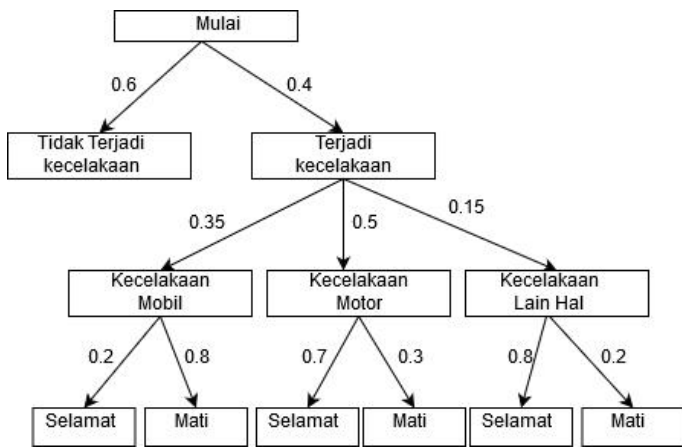 Mulai
0.6
0.4
Tidak Terjadi
kecelakaan
Terjadi
kecelakaan
0.35
0.5
0.15
Kecelakaan
Mobil
Kecelakaan
Motor
Kecelakaan
Lain Hal
0.2
0.8
0.7
0.3
0.8
0.2
Selamat
Mati
Selamat
Mati
Selamat
Mati